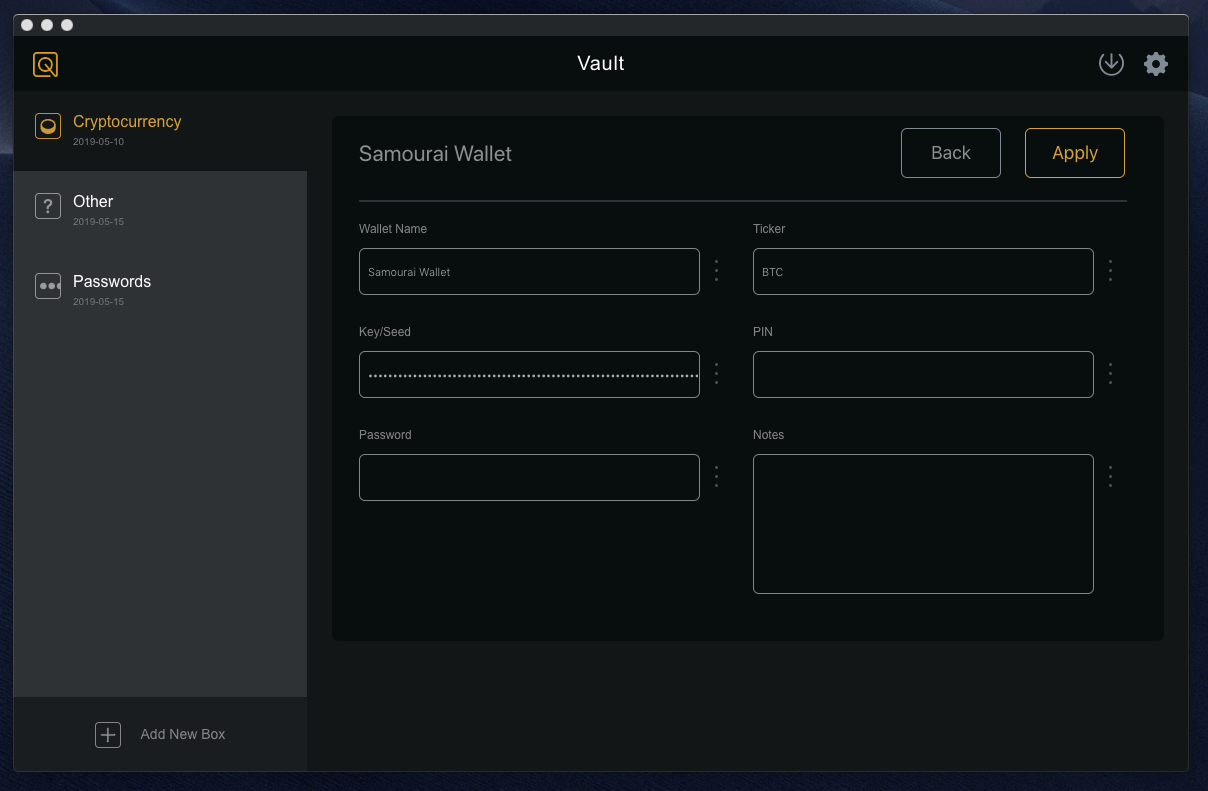 Vault
Cryptocurrency
2019-05-10
Other
2019-05-15
Passwords
2019-05-15
Add New Box
Samourai Wallet
Back
Apply
Wallet Name
Ticker
Samourai Wallet
BTC
Key/Seed
PIN
Password
Notes